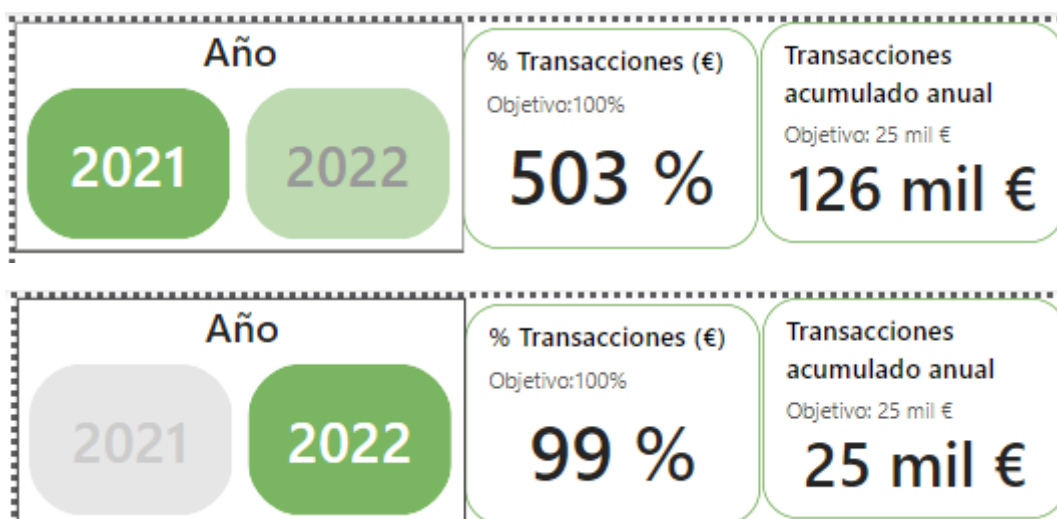 Año
2021
2022
% Transacciones (€)
Objetivo:100%
503 %
Transacciones
acumulado anual
Objetivo: 25 mil €
126 mil €
Año
2021
2022
% Transacciones (€)
Objetivo:100%
99 %
Transacciones
acumulado anual
Objetivo: 25 mil €
25 mil €